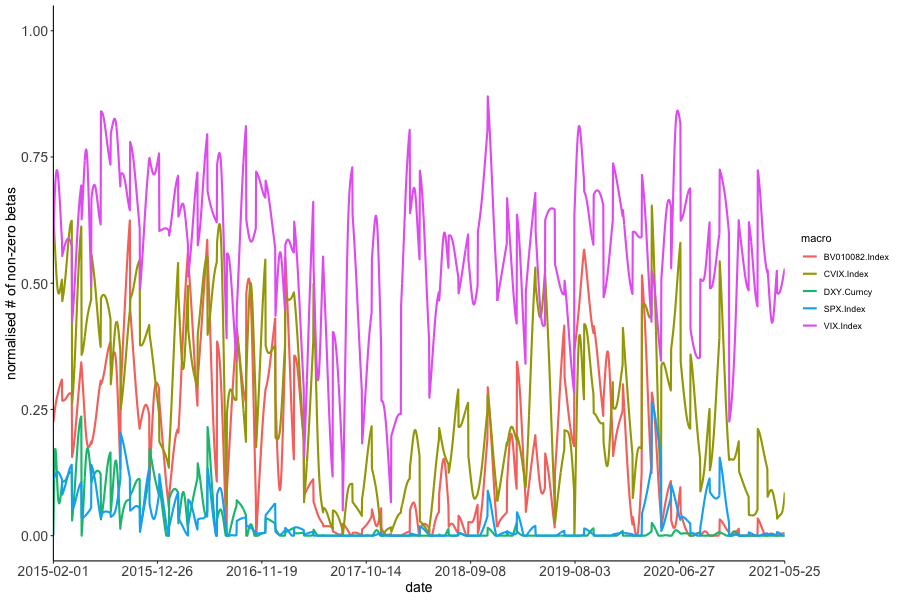 1.00
0.75
0.50
0.25
0.00
normalised # of non-zero betas
2015-02-01 2015-12-26 2016-11-19 2017-10-14 2018-09-08 2019-08-03 2020-06-27 2021-05-25
date
macro
BV010082.Index
CVIX.Index
DXY.Curncy
SPX.Index
VIX.Index